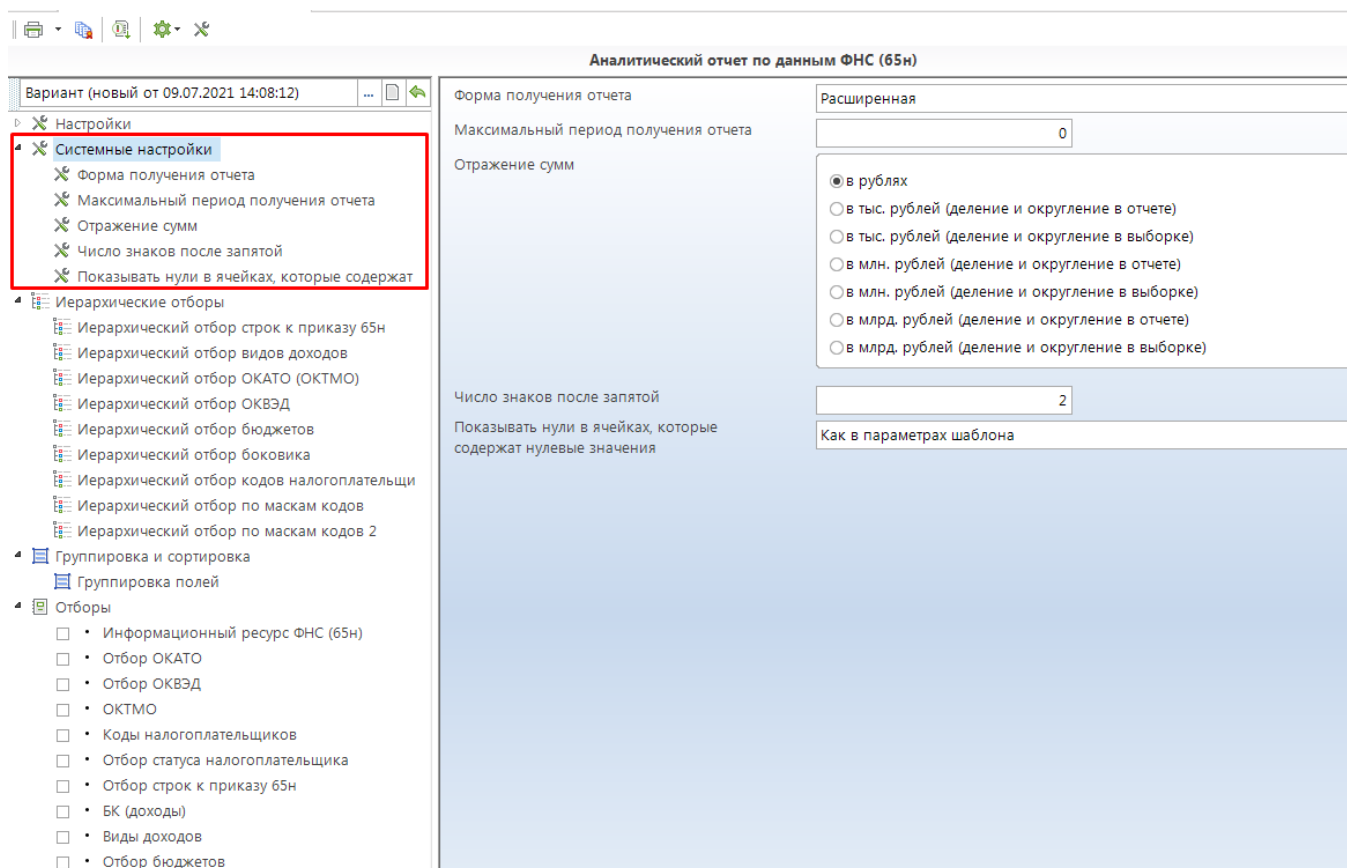 Аналитический отчет по данным ФНС (65н)
Вариант (новый от 09.07.2021 14:08:12)
...
Настройки
Системные настройки
Форма получения отчета
Максимальный период получения отчета
Отражение сумм
Число знаков после запятой
Показывать нули в ячейках, которые содержат
Иерархические отборы
Иерархический отбор строк к приказу 65н
Иерархический отбор видов доходов
Иерархический отбор ОКАТО (ОКТМО)
Иерархический отбор ОКВЭД
Иерархический отбор бюджетов
Иерархический отбор боковика
Иерархический отбор кодов налогоплательщи
Иерархический отбор по маскам кодов
Иерархический отбор по маскам кодов 2
Группировка и сортировка
Группировка полей
Отборы
Информационный ресурс ФНС (65н)
Отбор ОКАТО
Отбор ОКВЭД
ОКТМО
Коды налогоплательщиков
Отбор статуса налогоплательщика
Отбор строк к приказу 65н
БК (доходы)
Виды доходов
Отбор бюджетов
Форма получения отчета
Расширенная
Максимальный период получения отчета
0
Отражение сумм
в рублях
в тыс. рублей (деление и округление в отчете)
в тыс. рублей (деление и округление в выборке)
в млн. рублей (деление и округление в отчете)
в млн. рублей (деление и округление в выборке)
в млрд. рублей (деление и округление в отчете)
в млрд. рублей (деление и округление в выборке)
Число знаков после запятой
2
Показывать нули в ячейках, которые
содержат нулевые значения
Как в параметрах шаблона